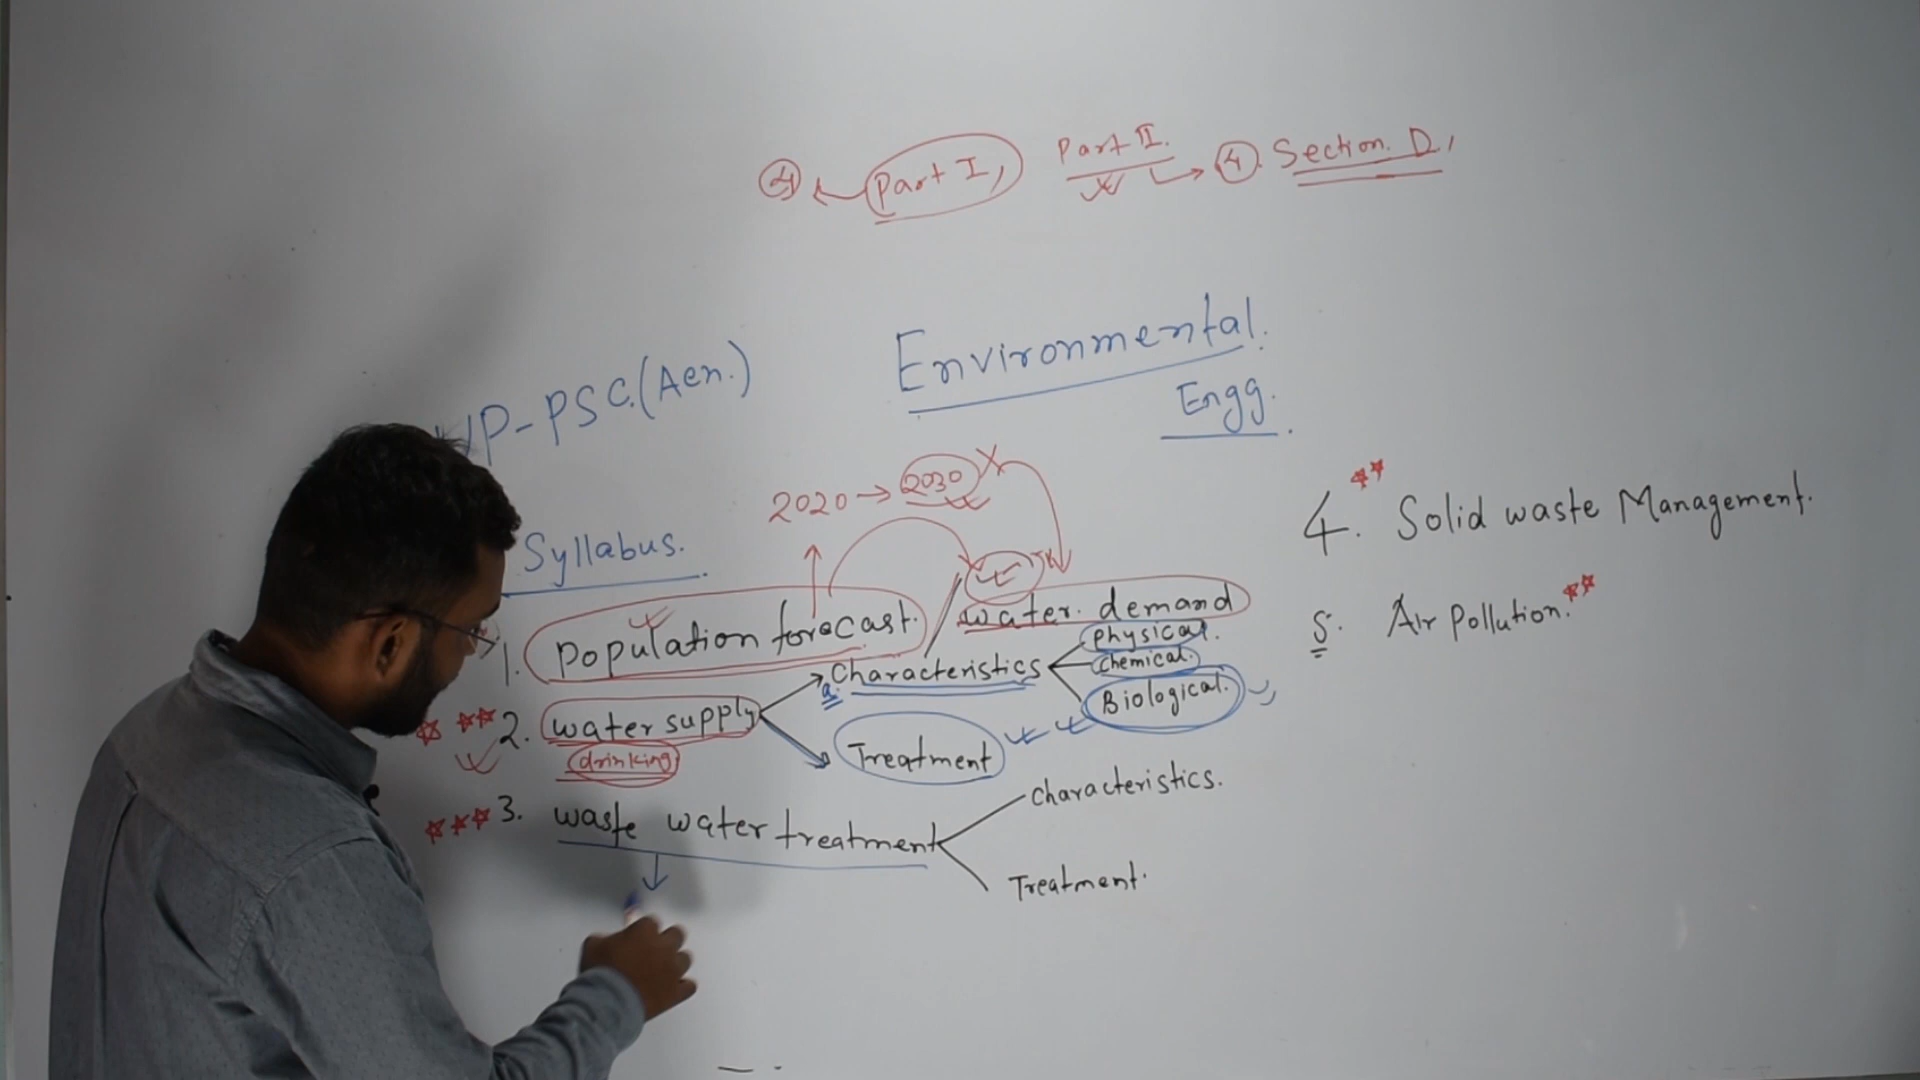 ④ Part I, Part II. ④. Section. D,
Environmental.
Engg.
UP-PSC.(Aen.)
2020 → 2030
Syllabus.
1. Population forecast. water. demand
physical.
a. Characteristics
chemical.
Biological.
2. water supply
drinking
Treatment
3. waste water treatment
characteristics.
Treatment.
4. Solid waste Management.
5. Air pollution.